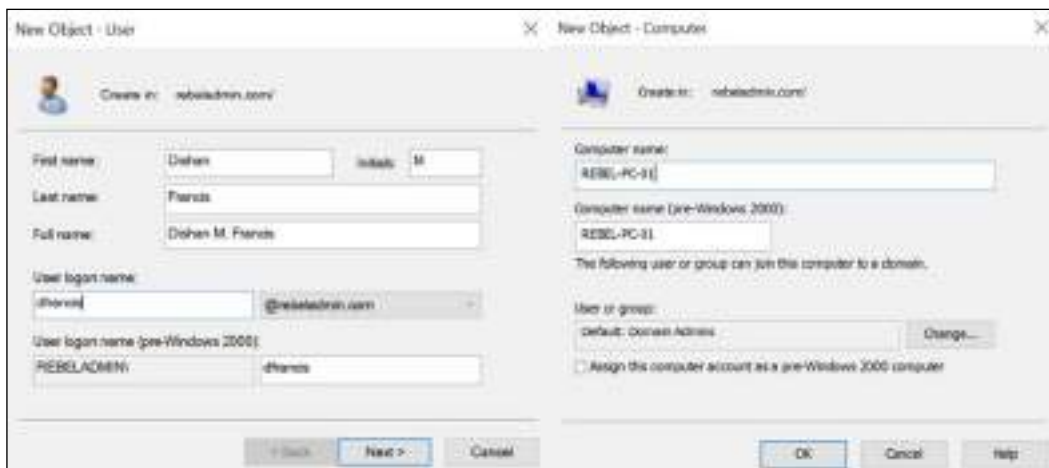 New Object - User
Create in: rebeladmin.com/
First name: Dishan Initials: M
Last name: Francis
Full name: Dishan M. Francis
User logon name:
dfrancis @rebeladmin.com
User logon name (pre-Windows 2000):
REBELADMIN\ dfrancis
< Back Next > Cancel
New Object - Computer
Create in: rebeladmin.com/
Computer name:
REBEL-PC-01
Computer name (pre-Windows 2000):
REBEL-PC-01
The following user or group can join this computer to a domain.
User or group:
Default: Domain Admins Change...
Assign this computer account as a pre-Windows 2000 computer
OK Cancel Help